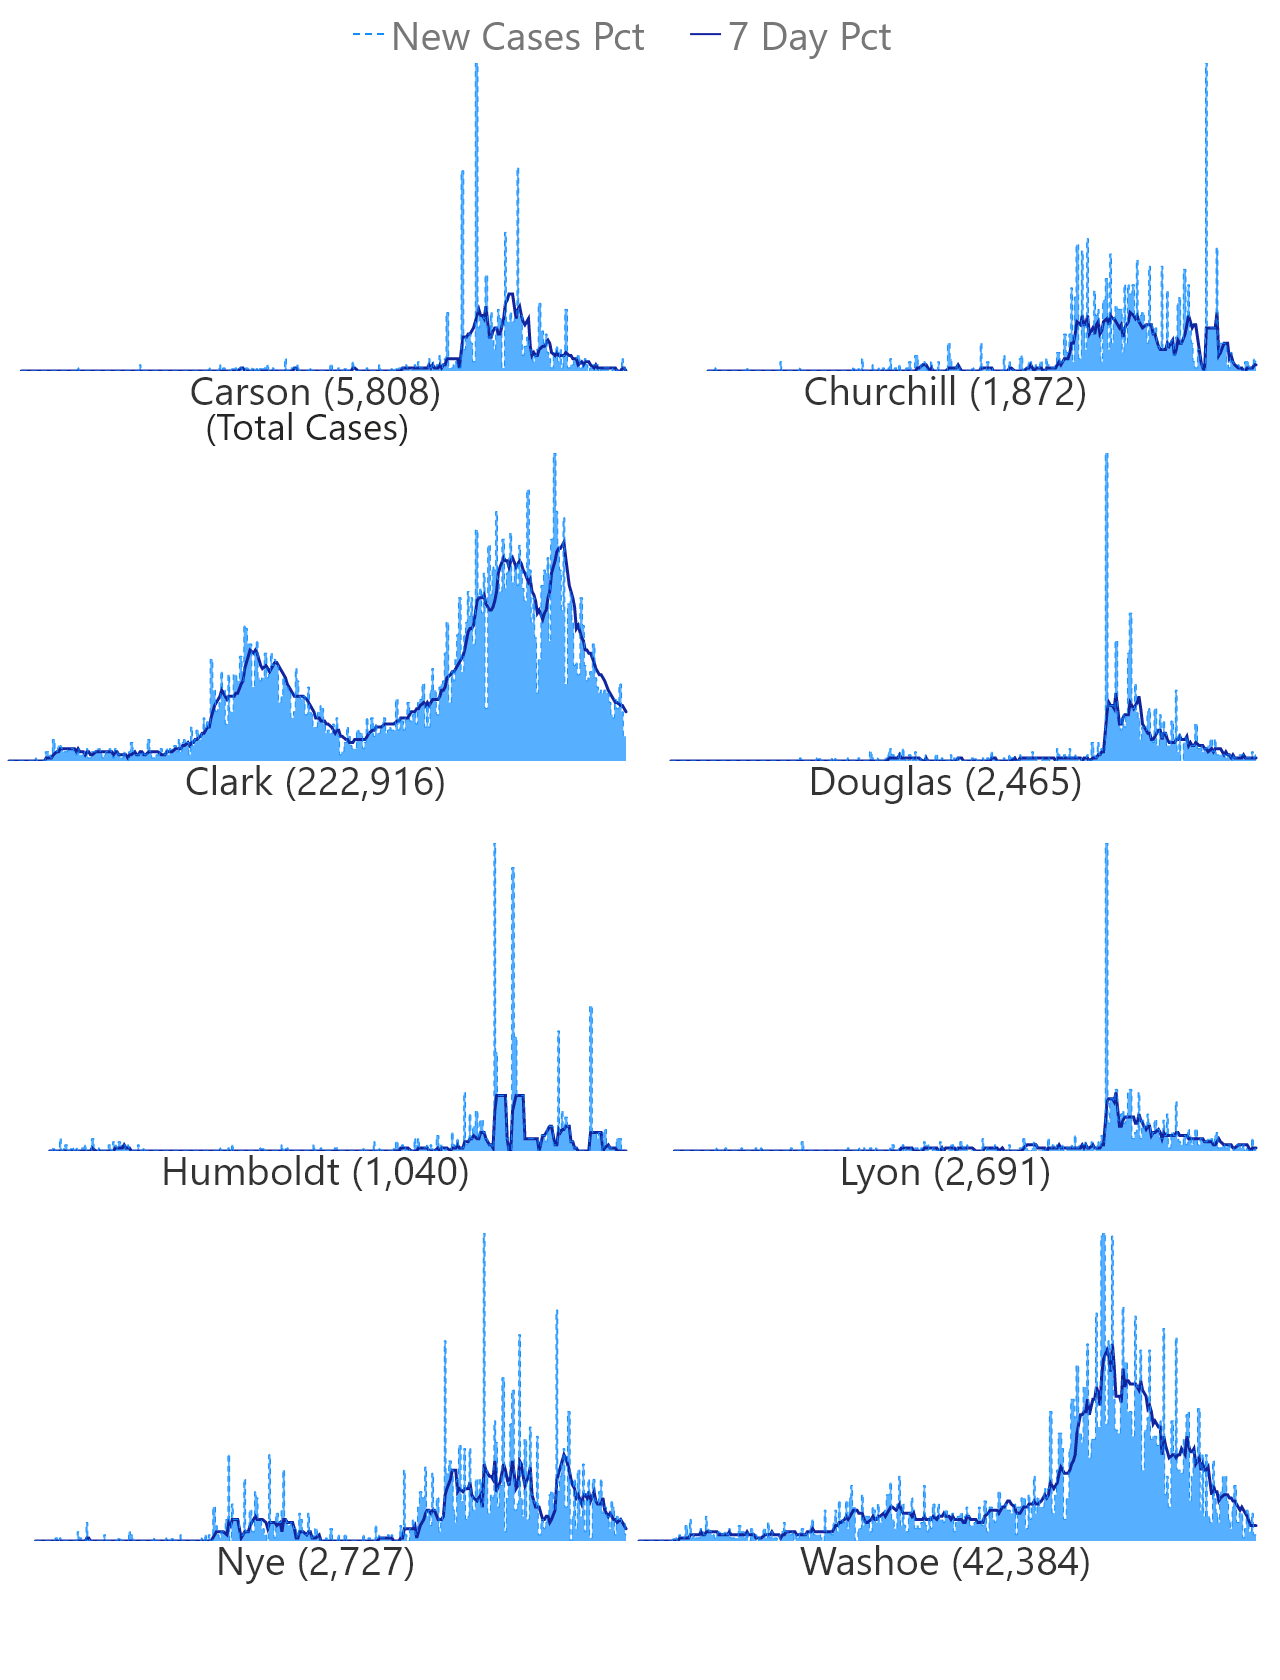 New Cases Pct 7 Day Pct
Carson (5,808)
(Total Cases)
Churchill (1,872)
Clark (222,916)
Douglas (2,465)
Humboldt (1,040)
Lyon (2,691)
Nye (2,727)
Washoe (42,384)